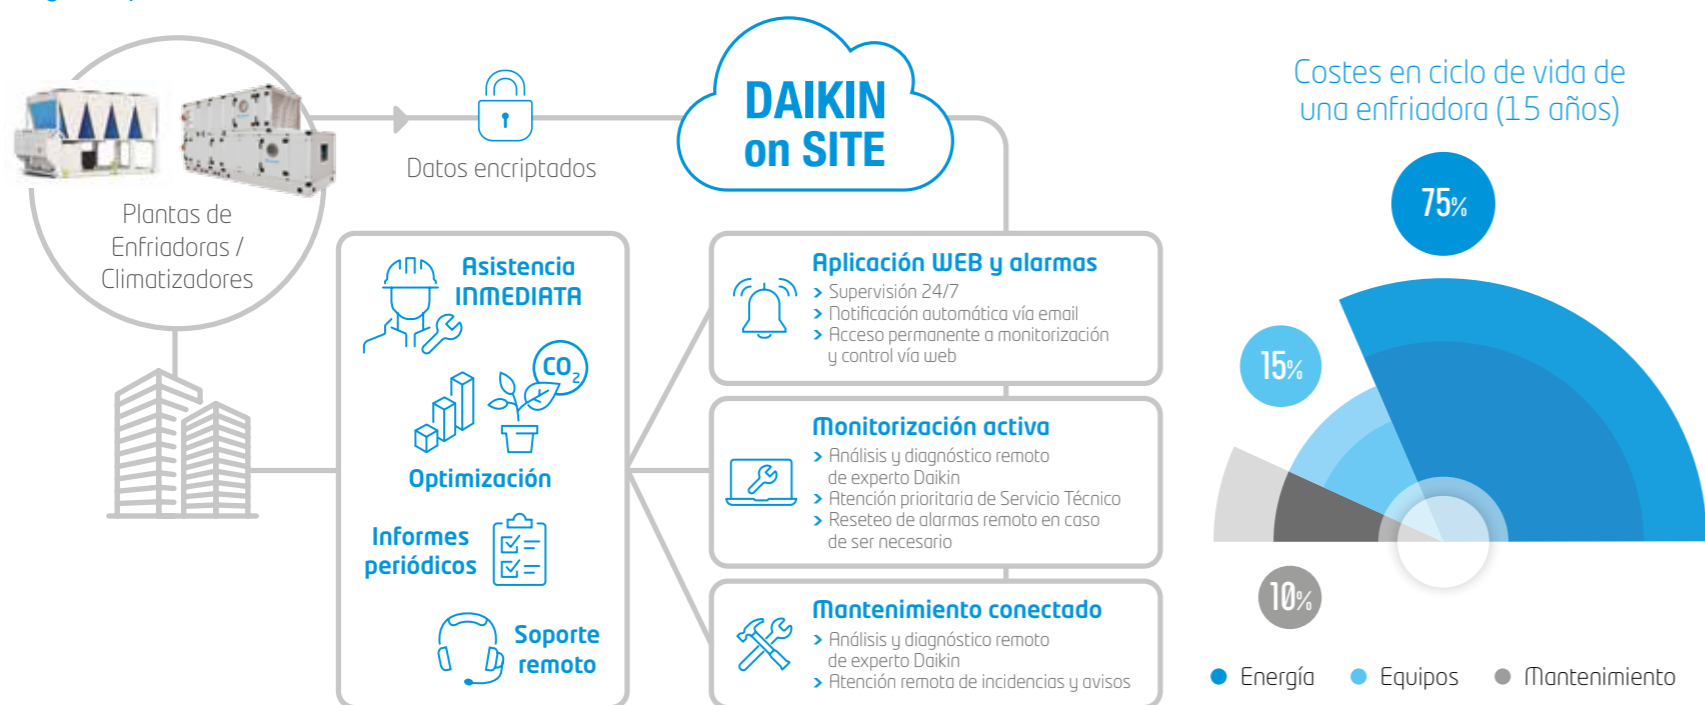 DAIKIN
on SITE
Datos encriptados
Plantas de
Enfriadoras /
Climatizadores
Asistencia
INMEDIATA
CO2
Optimización
Informes
periódicos
Soporte
remoto
Aplicación WEB y alarmas
> Supervisión 24/7
> Notificación automática vía email
> Acceso permanente a monitorización
y control vía web
Monitorización activa
> Análisis y diagnóstico remoto
de experto Daikin
> Atención prioritaria de Servicio Técnico
> Reseteo de alarmas remoto en caso
de ser necesario
Mantenimiento conectado
> Análisis y diagnóstico remoto
de experto Daikin
> Atención remota de incidencias y avisos
Costes en ciclo de vida de
una enfriadora (15 años)
75%
15%
10%
Energía
Equipos
Mantenimiento